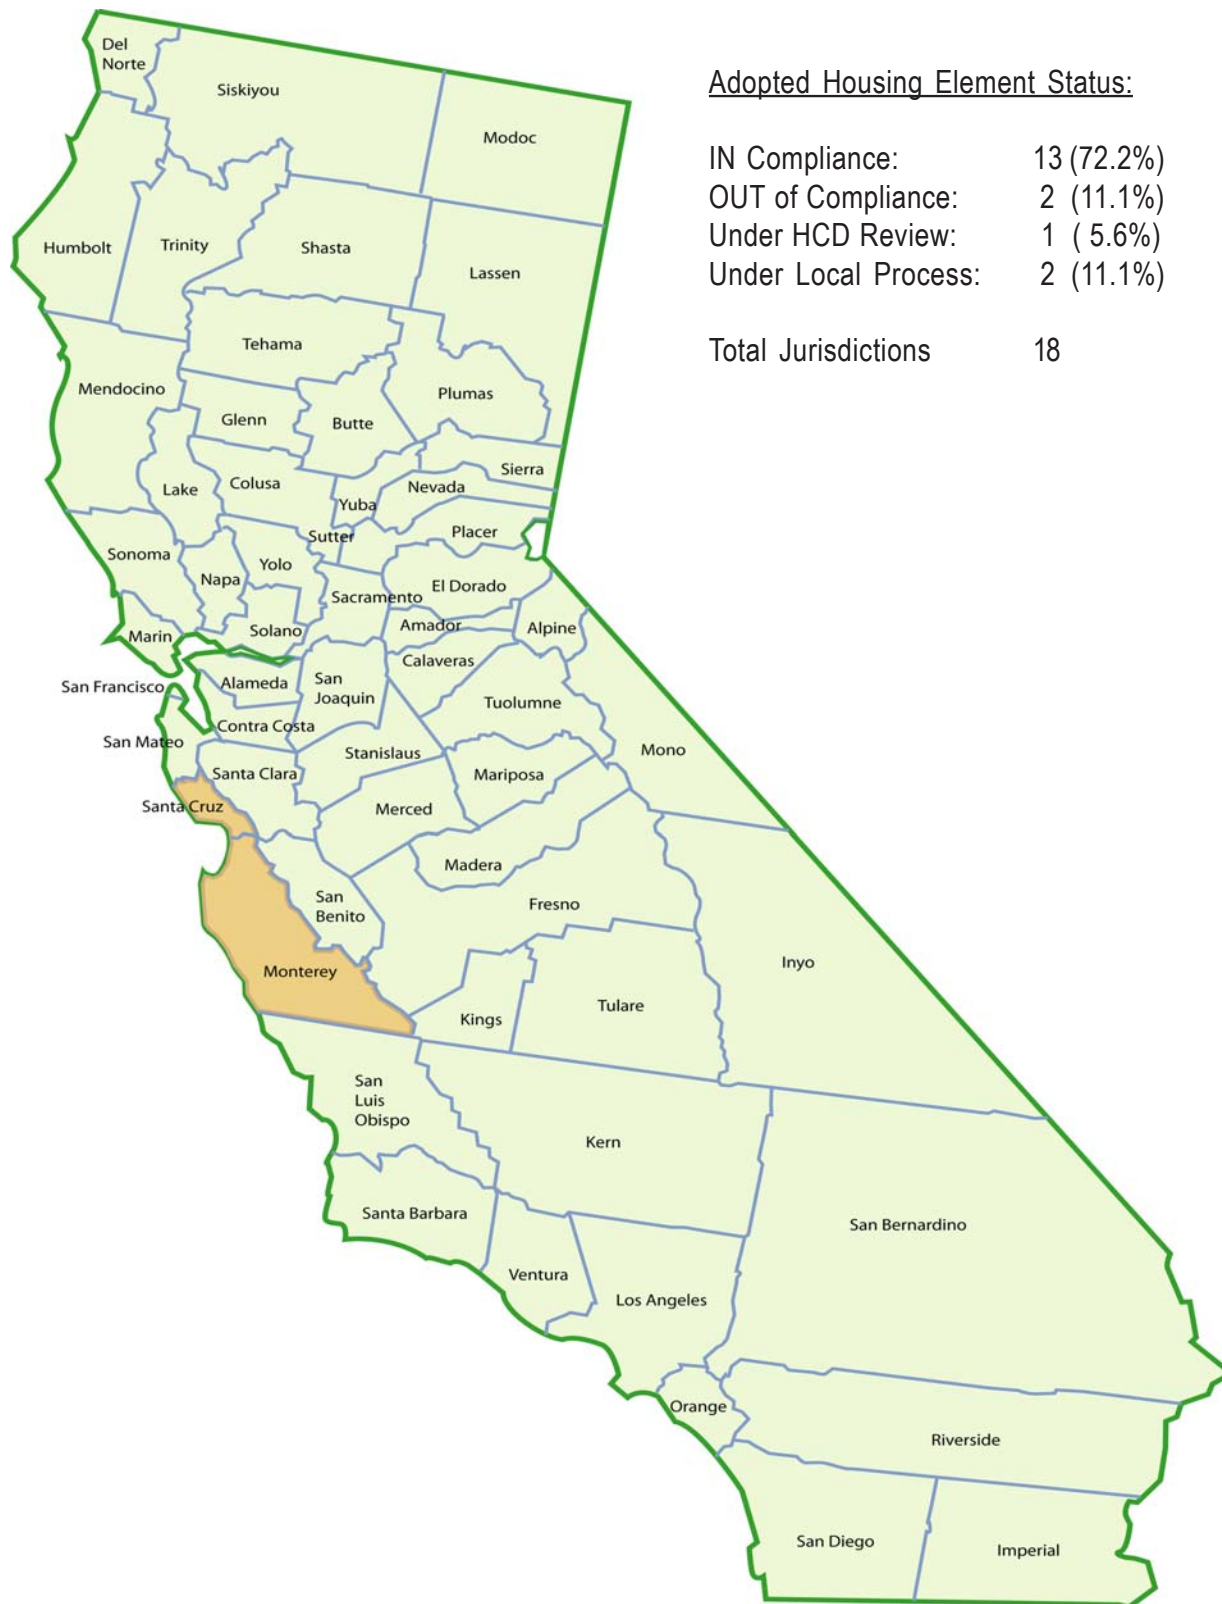 Adopted Housing Element Status:
IN Compliance: 13 (72.2%)
OUT of Compliance: 2 (11.1%)
Under HCD Review: 1 ( 5.6%)
Under Local Process: 2 (11.1%)
Total Jurisdictions 18
Del
Norte
Siskiyou
Modoc
Humbolt
Trinity
Shasta
Lassen
Tehama
Mendocino
Plumas
Glenn
Butte
Sierra
Lake
Colusa
Nevada
Yuba
Sutter
Placer
Sonoma
Yolo
Napa
El Dorado
Sacramento
Solano
Amador
Alpine
Marin
Calaveras
San Francisco
Alameda
San
Joaquin
Tuolumne
Contra Costa
San Mateo
Stanislaus
Mono
Santa Clara
Mariposa
Santa Cruz
Merced
Madera
San
Benito
Fresno
Monterey
Inyo
Kings
Tulare
San
Luis
Obispo
Kern
Santa Barbara
San Bernardino
Ventura
Los Angeles
Orange
Riverside
San Diego
Imperial